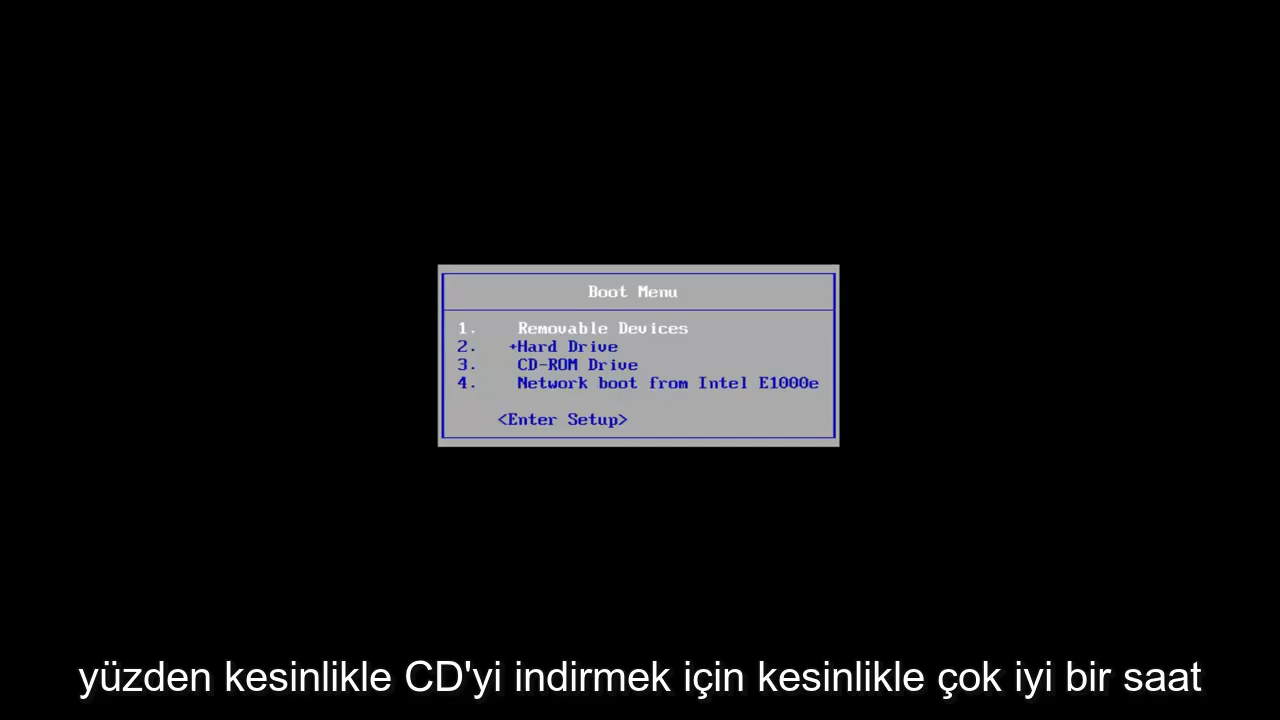 Boot Menu
1. Removable Devices
2. +Hard Drive
3. CD-ROM Drive
4. Network boot from Intel E1000e
<Enter Setup>
yüzden kesinlikle CD'yi indirmek için kesinlikle çok iyi bir saat